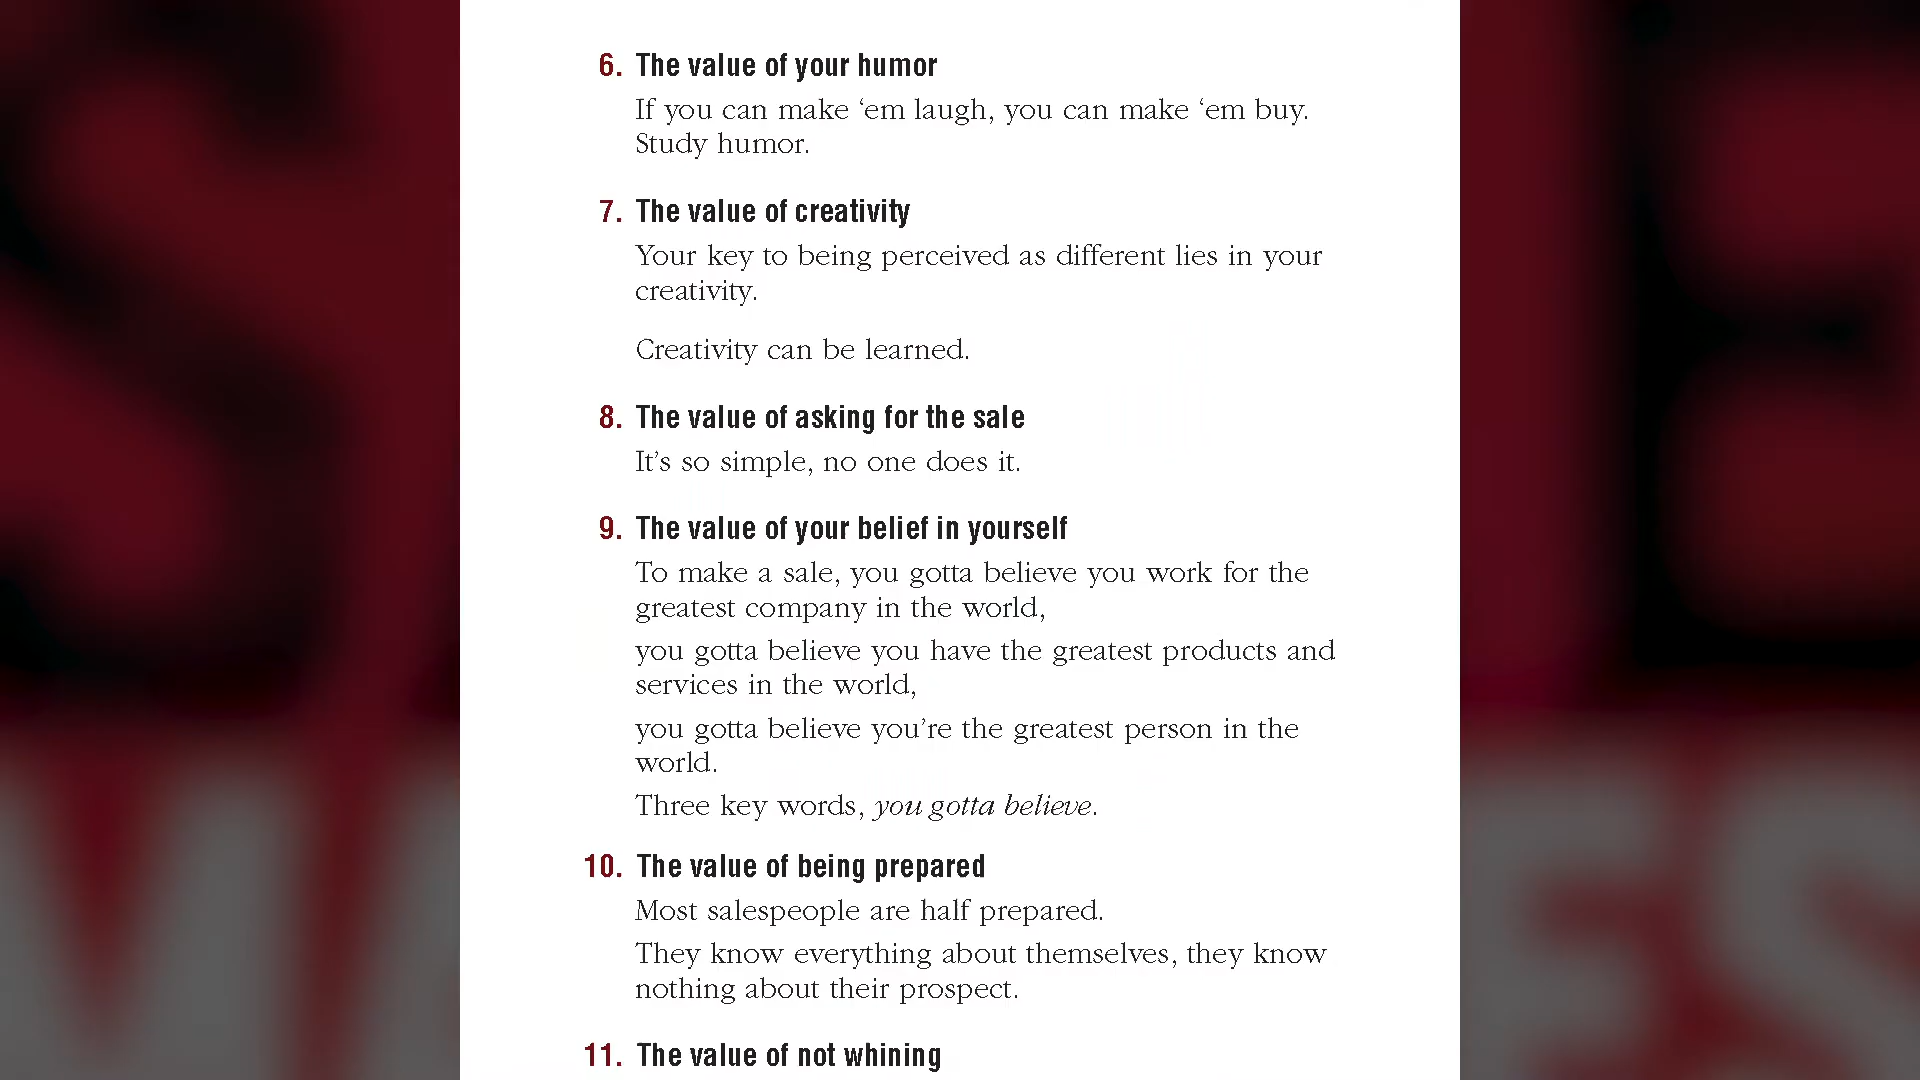 6. The value of your humor
If you can make ‘em laugh, you can make ‘em buy.
Study humor.
7. The value of creativity
Your key to being perceived as different lies in your
creativity.
Creativity can be learned.
8. The value of asking for the sale
It’s so simple, no one does it.
9. The value of your belief in yourself
To make a sale, you gotta believe you work for the
greatest company in the world,
you gotta believe you have the greatest products and
services in the world,
you gotta believe you’re the greatest person in the
world.
Three key words, you gotta believe.
10. The value of being prepared
Most salespeople are half prepared.
They know everything about themselves, they know
nothing about their prospect.
11. The value of not whining